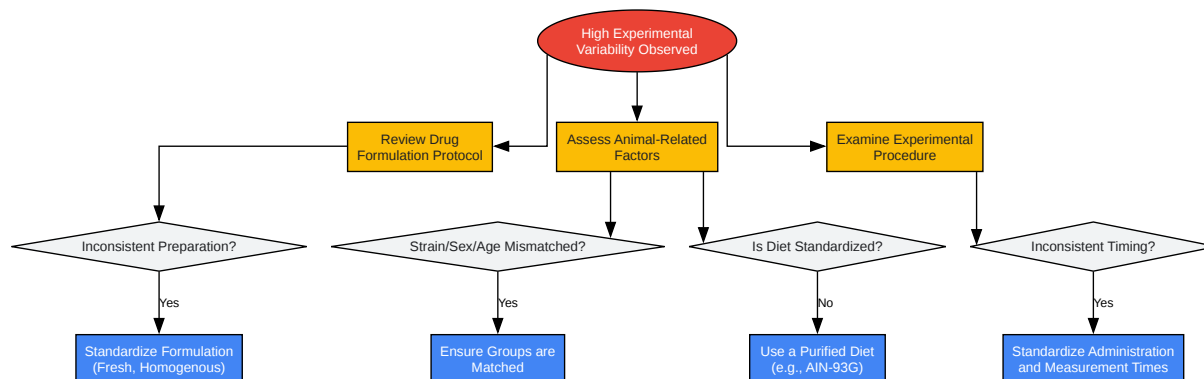 High Experimental
Variability Observed
Review Drug
Formulation Protocol
Assess Animal-Related
Factors
Examine Experimental
Procedure
Inconsistent Preparation?
Strain/Sex/Age Mismatched?
Is Diet Standardized?
Inconsistent Timing?
Yes
Yes
No
Yes
Standardize Formulation
(Fresh, Homogenous)
Ensure Groups are
Matched
Use a Purified Diet
(e.g., AIN-93G)
Standardize Administration
and Measurement Times